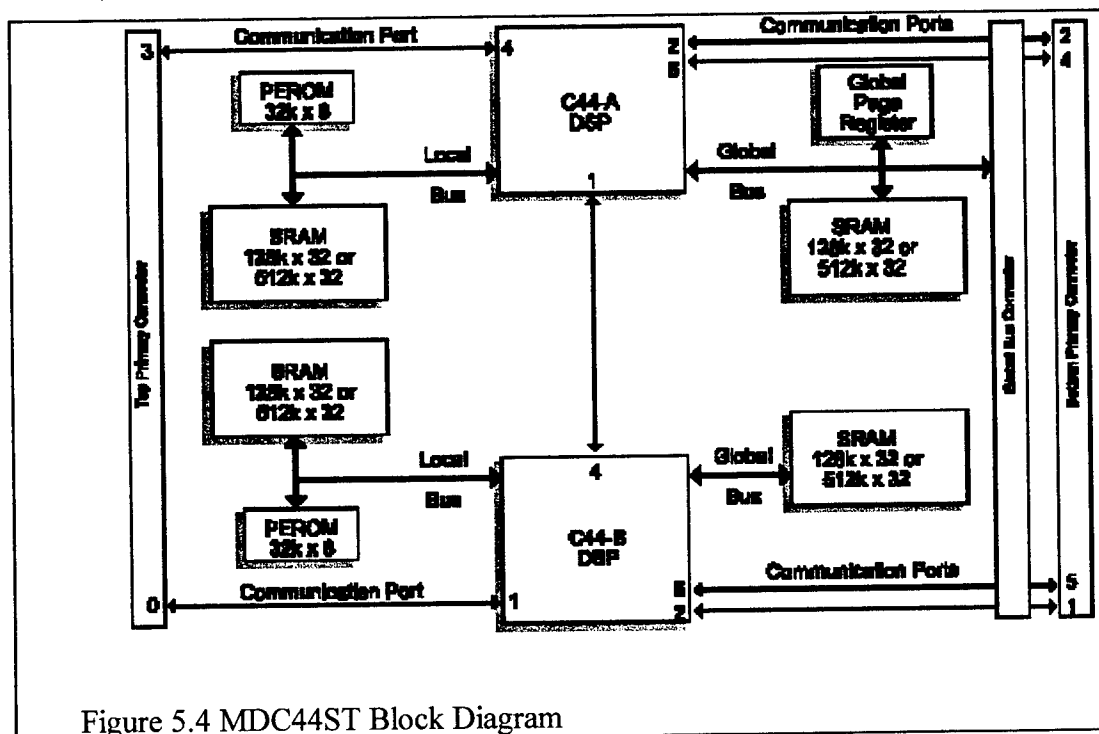 Communication Port
Communication Ports
3
4
2
5
2
4
PEROM
32k x 8
C44-A
DSP
Global
Page
Register
Local
Bus
Global
Bus
1
SRAM
128k x 32 or
512k x 32
SRAM
128k x 32 or
512k x 32
Top Primary Connector
Global Bus Connector
Bottom Primary Connector
SRAM
128k x 32 or
512k x 32
SRAM
128k x 32 or
512k x 32
Local
Bus
4
Global
Bus
PEROM
32k x 8
C44-B
DSP
Communication Port
Communication Ports
0
1
5
2
5
1
Figure 5.4 MDC44ST Block Diagram